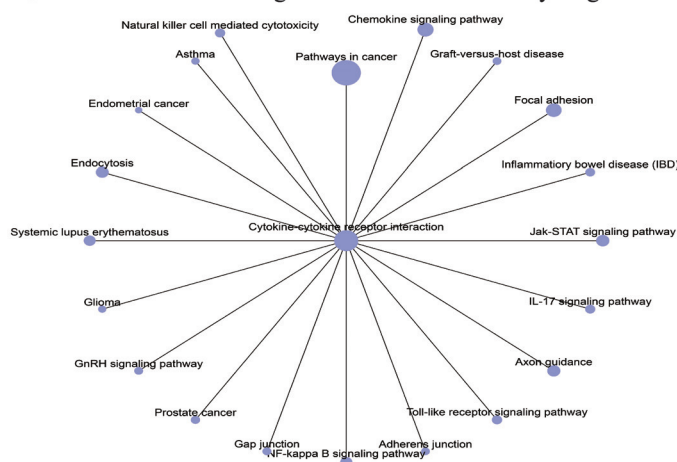 Chemokine signaling pathway
Natural killer cell mediated cytotoxicity
Asthma
Pathways in cancer
Graft-versus-host disease
Endometrial cancer
Focal adhesion
Endocytosis
Inflammatiory bowel disease (IBD)
Cytokine-cytokine receptor interaction
Systemic lupus erythematosus
Jak-STAT signaling pathway
Glioma
IL-17 signaling pathway
GnRH signaling pathway
Axon guidance
Prostate cancer
Toll-like receptor signaling pathway
Gap junction
Adherens junction
NF-kappa B signaling pathway